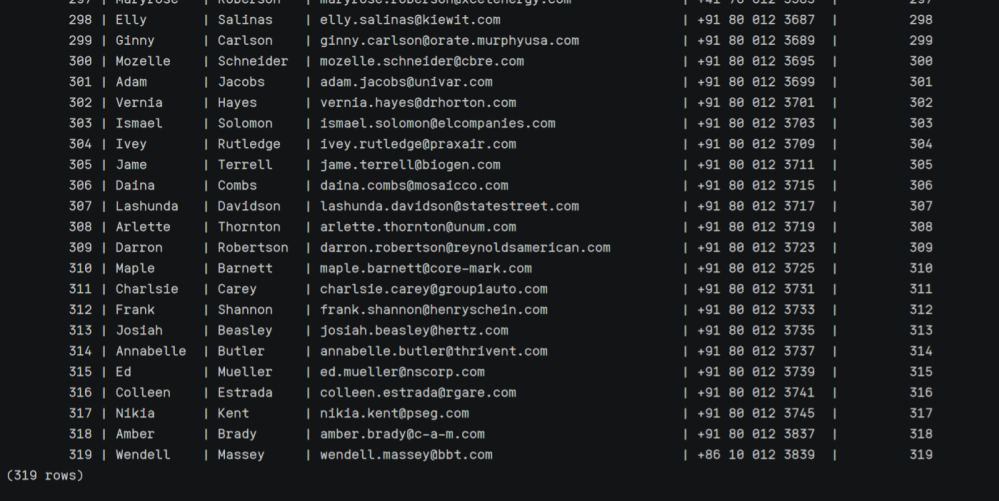 297 | Maryrose | Roberson | maryrose.roberson@xcelenergy.com | 297
298 | Elly | Salinas | elly.salinas@kiewit.com | +91 80 012 3687 | 298
299 | Ginny | Carlson | ginny.carlson@orate.murphyusa.com | +91 80 012 3689 | 299
300 | Mozelle | Schneider | mozelle.schneider@cbre.com | +91 80 012 3695 | 300
301 | Adam | Jacobs | adam.jacobs@univar.com | +91 80 012 3699 | 301
302 | Vernia | Hayes | vernia.hayes@drhorton.com | +91 80 012 3701 | 302
303 | Ismael | Solomon | ismael.solomon@elcompanies.com | +91 80 012 3703 | 303
304 | Ivey | Rutledge | ivey.rutledge@praxair.com | +91 80 012 3709 | 304
305 | Jame | Terrell | jame.terrell@biogen.com | +91 80 012 3711 | 305
306 | Daina | Combs | daina.combs@mosaicco.com | +91 80 012 3715 | 306
307 | Lashunda | Davidson | lashunda.davidson@statestreet.com | +91 80 012 3717 | 307
308 | Arlette | Thornton | arlette.thornton@unum.com | +91 80 012 3719 | 308
309 | Darron | Robertson | darron.robertson@reynoldsamerican.com | +91 80 012 3723 | 309
310 | Maple | Barnett | maple.barnett@core-mark.com | +91 80 012 3725 | 310
311 | Charlsie | Carey | charlsie.carey@group1auto.com | +91 80 012 3731 | 311
312 | Frank | Shannon | frank.shannon@henryschein.com | +91 80 012 3733 | 312
313 | Josiah | Beasley | josiah.beasley@hertz.com | +91 80 012 3735 | 313
314 | Annabelle | Butler | annabelle.butler@thrivent.com | +91 80 012 3737 | 314
315 | Ed | Mueller | ed.mueller@nscorp.com | +91 80 012 3739 | 315
316 | Colleen | Estrada | colleen.estrada@rgare.com | +91 80 012 3741 | 316
317 | Nikia | Kent | nikia.kent@pseg.com | +91 80 012 3745 | 317
318 | Amber | Brady | amber.brady@c-a-m.com | +91 80 012 3837 | 318
319 | Wendell | Massey | wendell.massey@bbt.com | +86 10 012 3839 | 319
(319 rows)